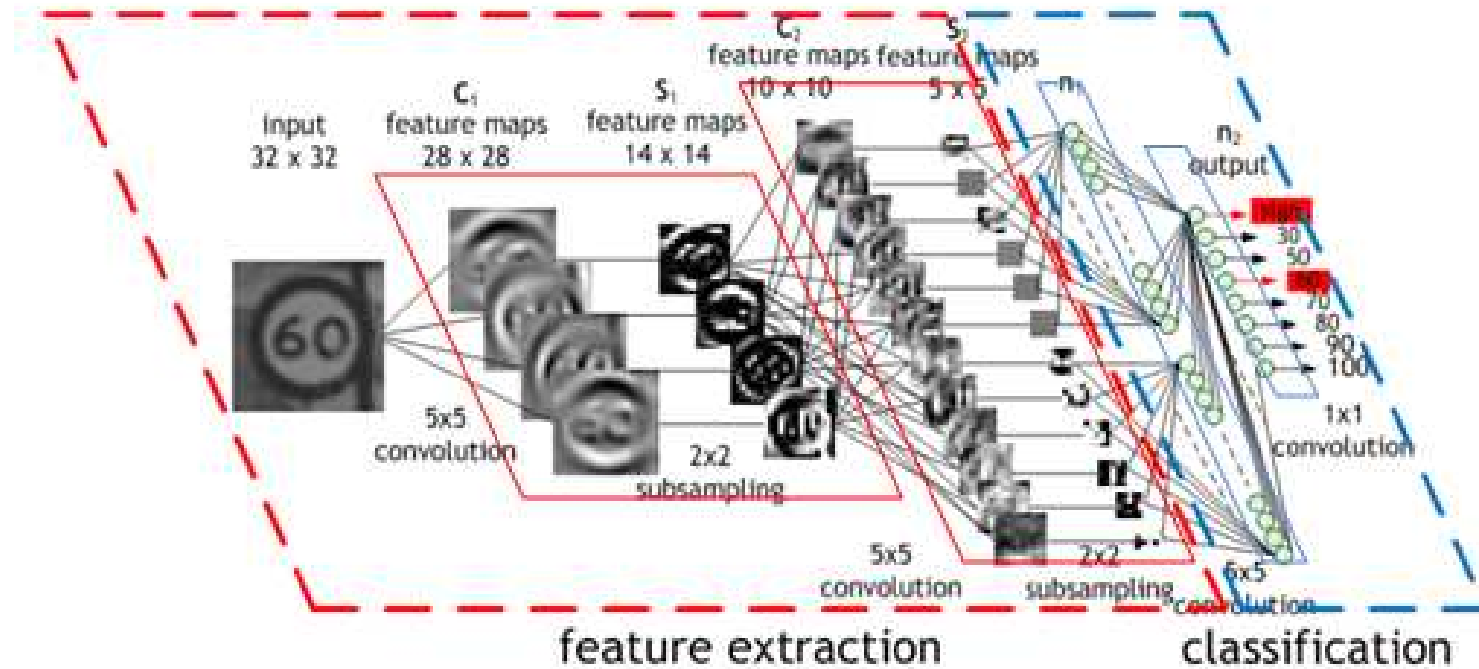 C₂
feature maps
10 x 10
S₂
feature maps
5 x 5
C₁
feature maps
28 x 28
S₁
feature maps
14 x 14
input
32 x 32
n₁
n₂
output
30
50
60
70
80
90
100
60
5x5
convolution
2x2
subsampling
5x5
convolution
2x2
subsampling
convolution
1x1
convolution
feature extraction
classification